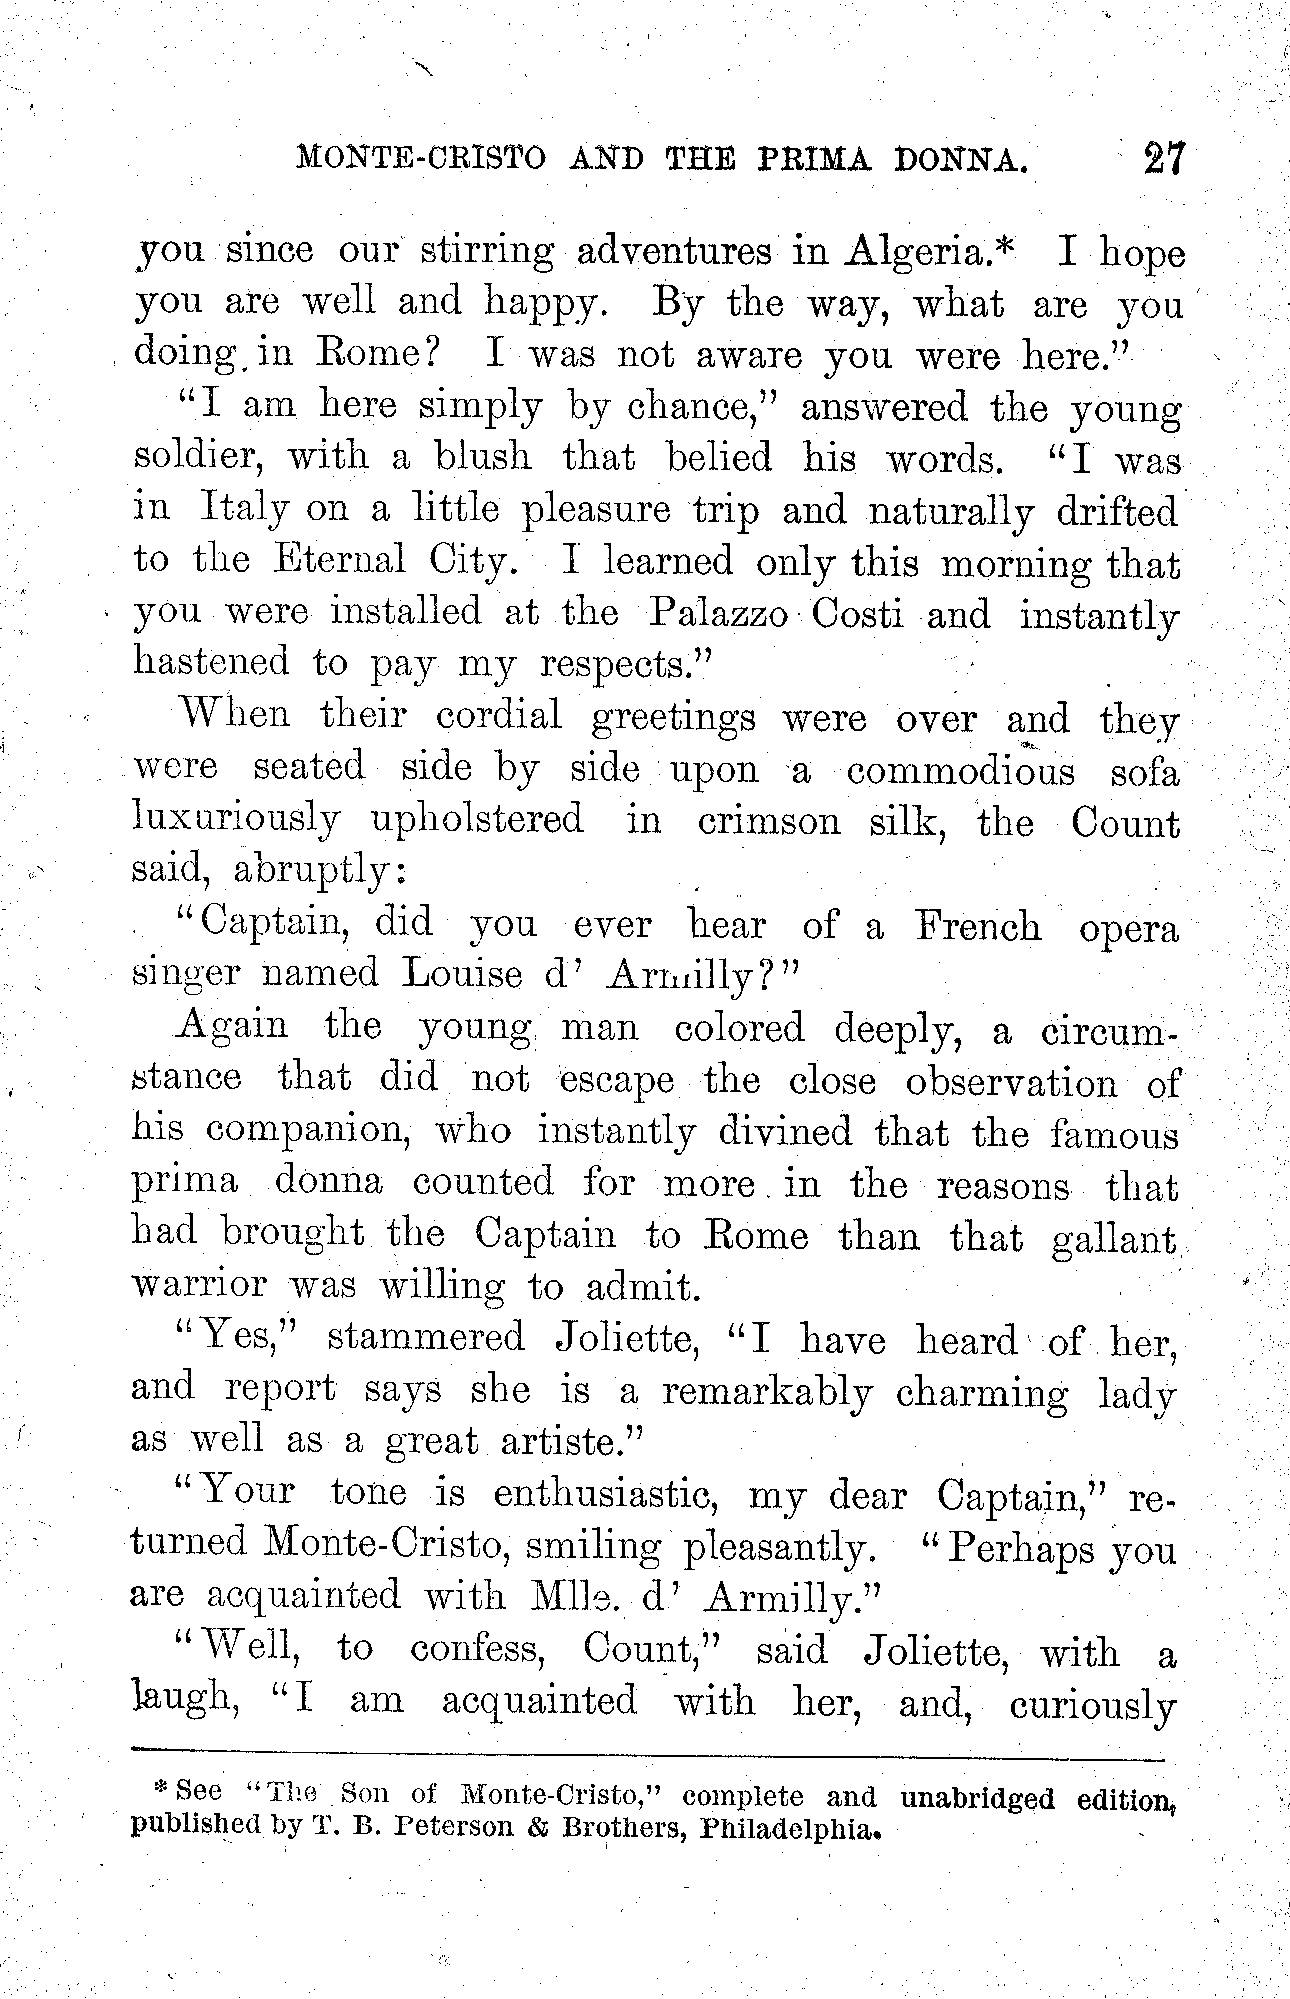 MONTE-CRISTO AND THE PRIMA DONNA. 27
you since our stirring adventures in Algeria.* I hope
you are well and happy. By the way, what are you
doing in Rome? I was not aware you were here."
"I am here simply by chance," answered the young
soldier, with a blush that belied his words. "I was
in Italy on a little pleasure trip and naturally drifted
to the Eternal City. I learned only this morning that
you were installed at the Palazzo Costi and instantly
hastened to pay my respects."
When their cordial greetings were over and they
were seated side by side upon a commodious sofa
luxuriously upholstered in crimson silk, the Count
said, abruptly:
"Captain, did you ever hear of a French opera
singer named Louise d' Armilly?"
Again the young man colored deeply, a circum-
stance that did not escape the close observation of
his companion, who instantly divined that the famous
prima donna counted for more in the reasons that
had brought the Captain to Rome than that gallant
warrior was willing to admit.
"Yes," stammered Joliette, "I have heard of her,
and report says she is a remarkably charming lady
as well as a great artiste."
"Your tone is enthusiastic, my dear Captain," re-
turned Monte-Cristo, smiling pleasantly. "Perhaps you
are acquainted with Mlle. d' Armilly."
"Well, to confess, Count," said Joliette, with a
laugh, "I am acquainted with her, and, curiously
* See "The Son of Monte-Cristo," complete and unabridged edition,
published by T. B. Peterson & Brothers, Philadelphia.